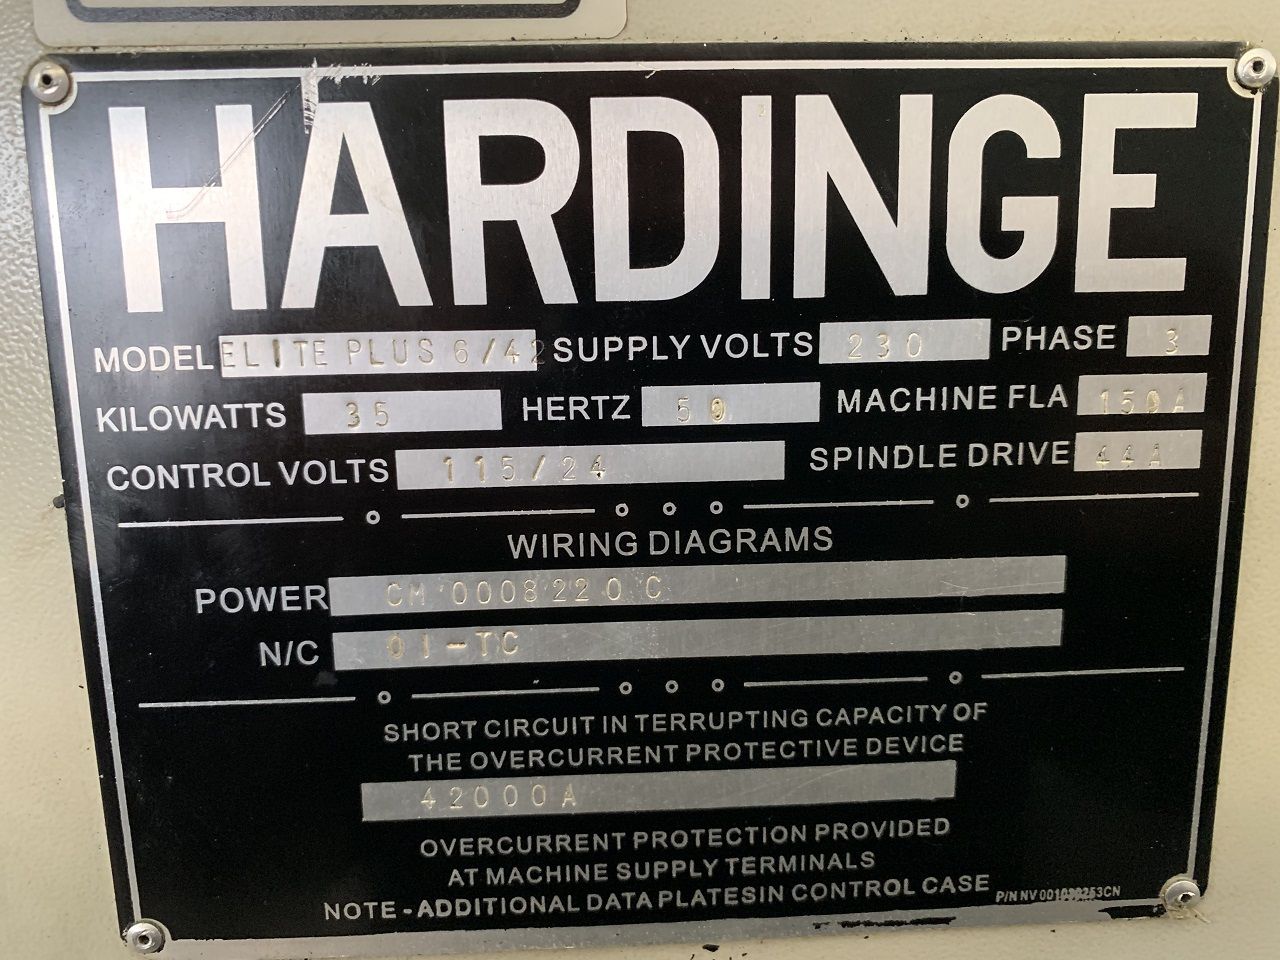 HARDINGE
MODEL ELITE PLUS 6/42 SUPPLY VOLTS 230 PHASE 3
KILOWATTS 35 HERTZ 50 MACHINE FLA 150A
CONTROL VOLTS 115/24 SPINDLE DRIVE 44A
WIRING DIAGRAMS
POWER CM 0008220 C
N/C 0I-TC
SHORT CIRCUIT IN TERRUPTING CAPACITY OF
THE OVERCURRENT PROTECTIVE DEVICE
42000A
OVERCURRENT PROTECTION PROVIDED
AT MACHINE SUPPLY TERMINALS
NOTE - ADDITIONAL DATA PLATESIN CONTROL CASE
P/N NV